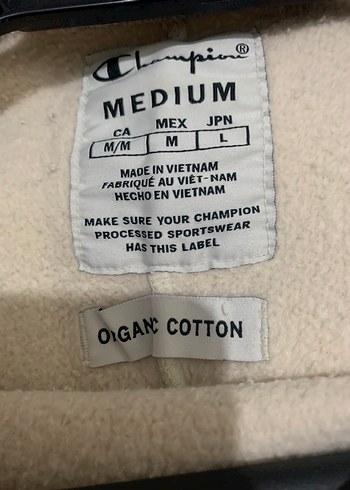 Champion®
MEDIUM
CA MEX JPN
M/M M L
MADE IN VIETNAM
FABRIQUÉ AU VIÊT-NAM
HECHO EN VIETNAM
MAKE SURE YOUR CHAMPION
PROCESSED SPORTSWEAR
HAS THIS LABEL
ORGANIC COTTON